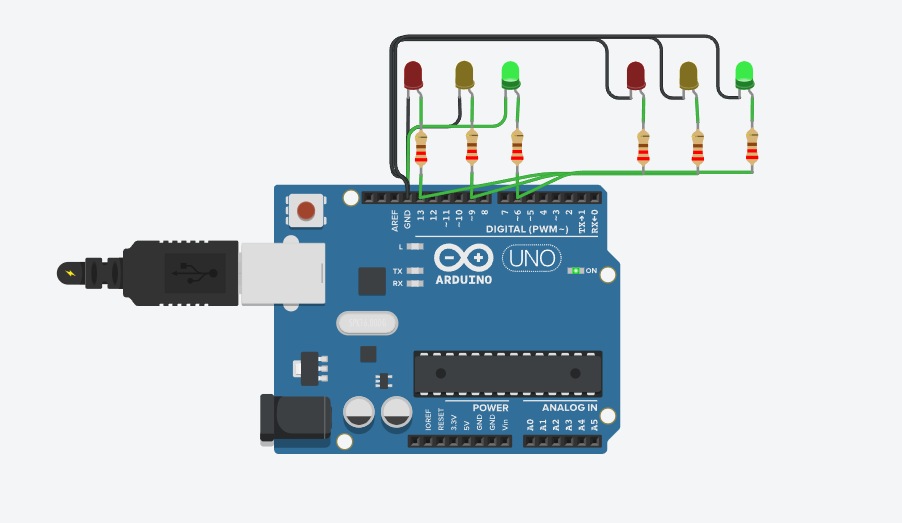 AREF
GND
13
12
~11
~10
~9
8
7
~6
~5
4
~3
2
TX→1
RX←0
DIGITAL (PWM~)
L
TX
RX
ARDUINO
UNO
ON
POWER
ANALOG IN
IOREF
RESET
3.3V
5V
GND
GND
Vin
A0
A1
A2
A3
A4
A5